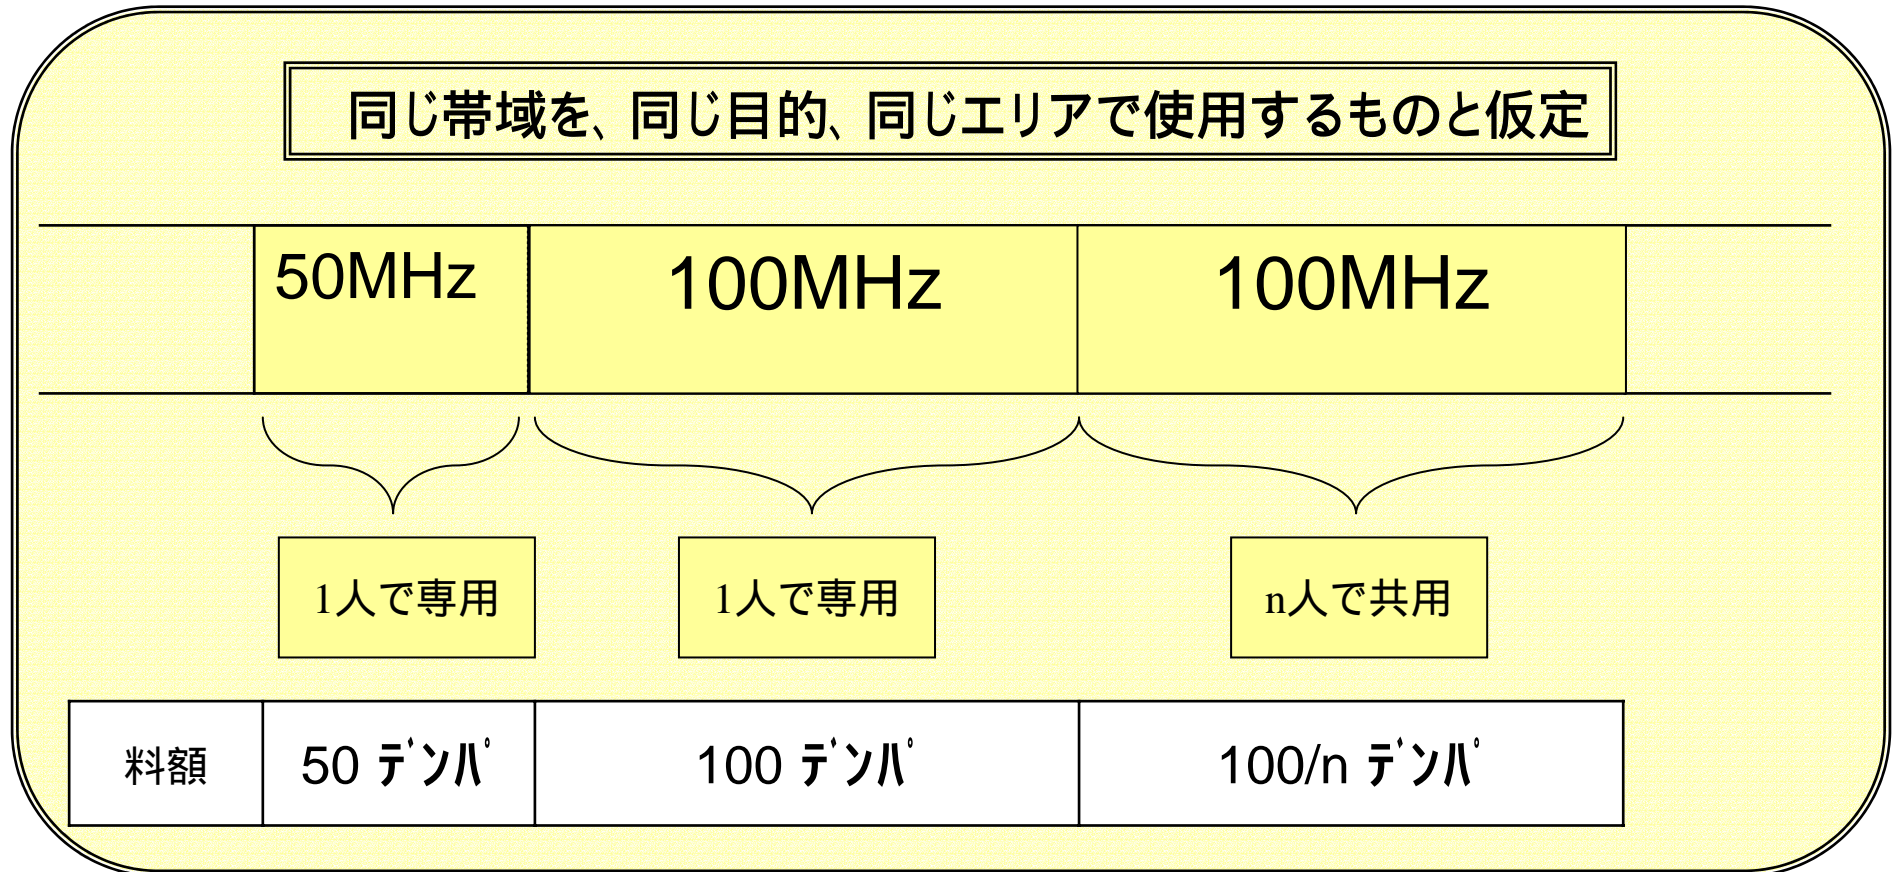 同じ帯域を、同じ目的、同じエリアで使用するものと仮定
50MHz 100MHz 100MHz
1人で専用 1人で専用 n人で共用
料額 50 ﾃﾞﾝﾊﾟ 100 ﾃﾞﾝﾊﾟ 100/n ﾃﾞﾝﾊﾟ